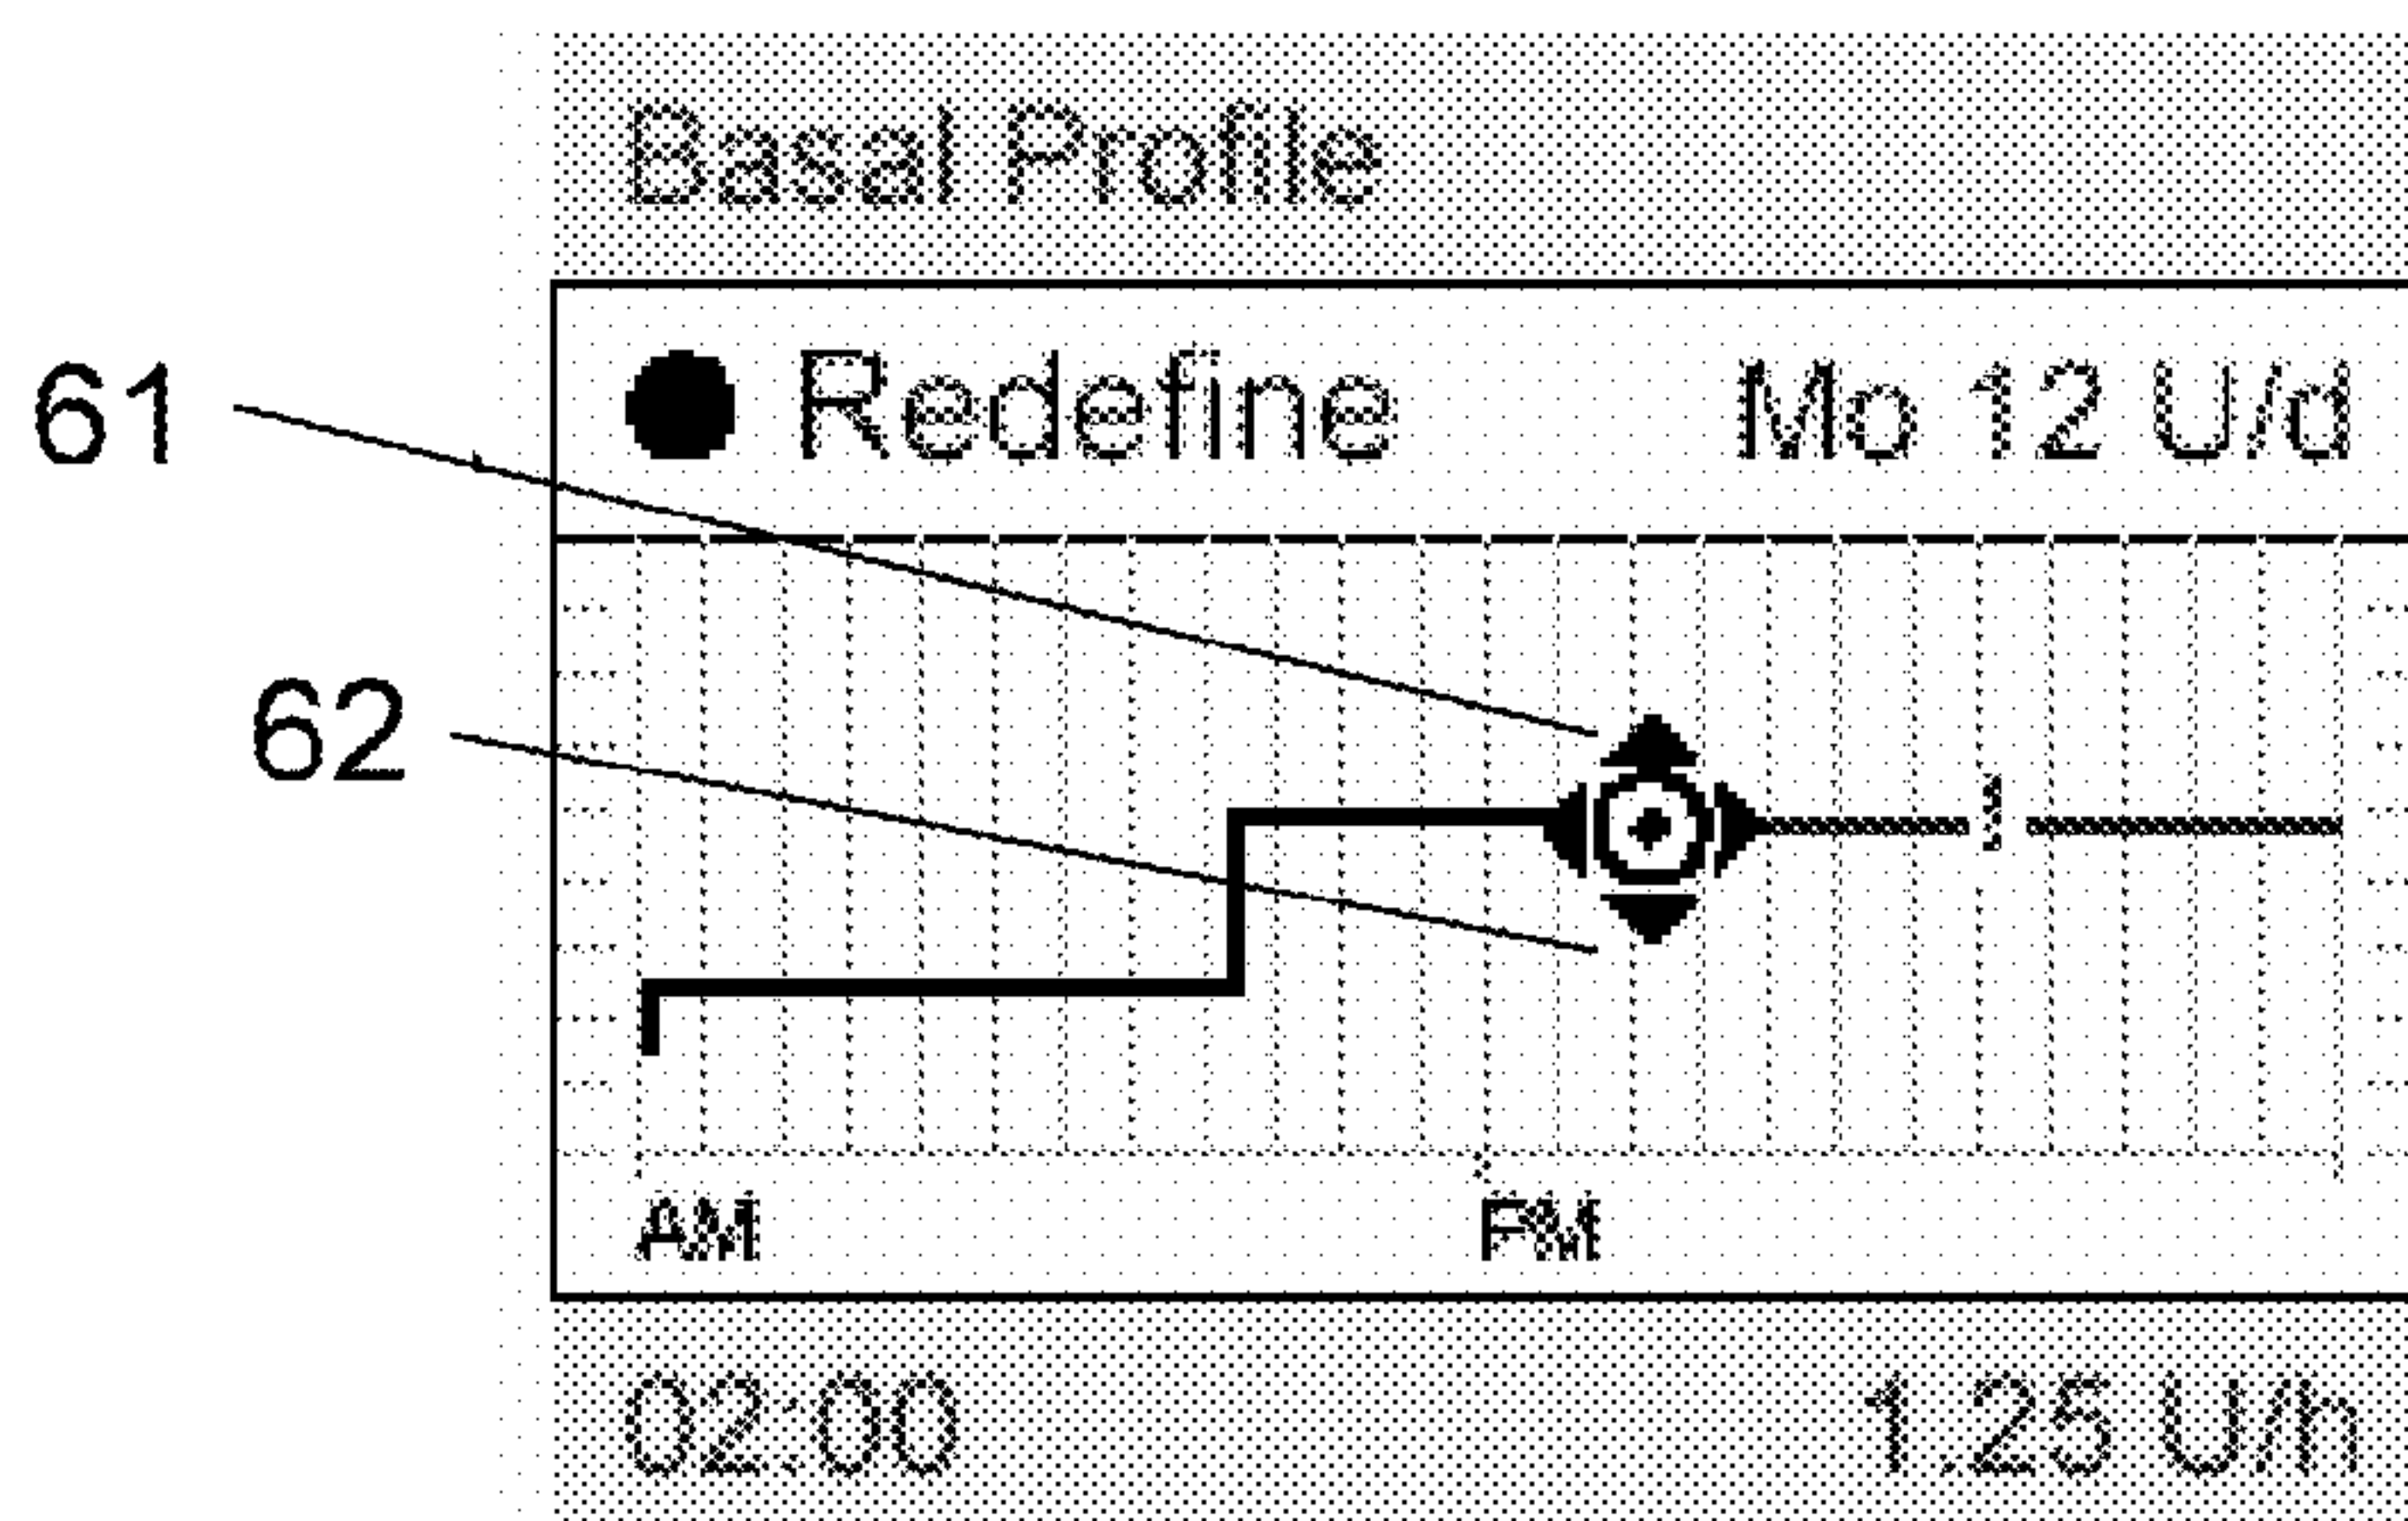 Basal Profile
61
Redefine Mo 12 U/d
62
AM PM
02:00 1.25 U/h